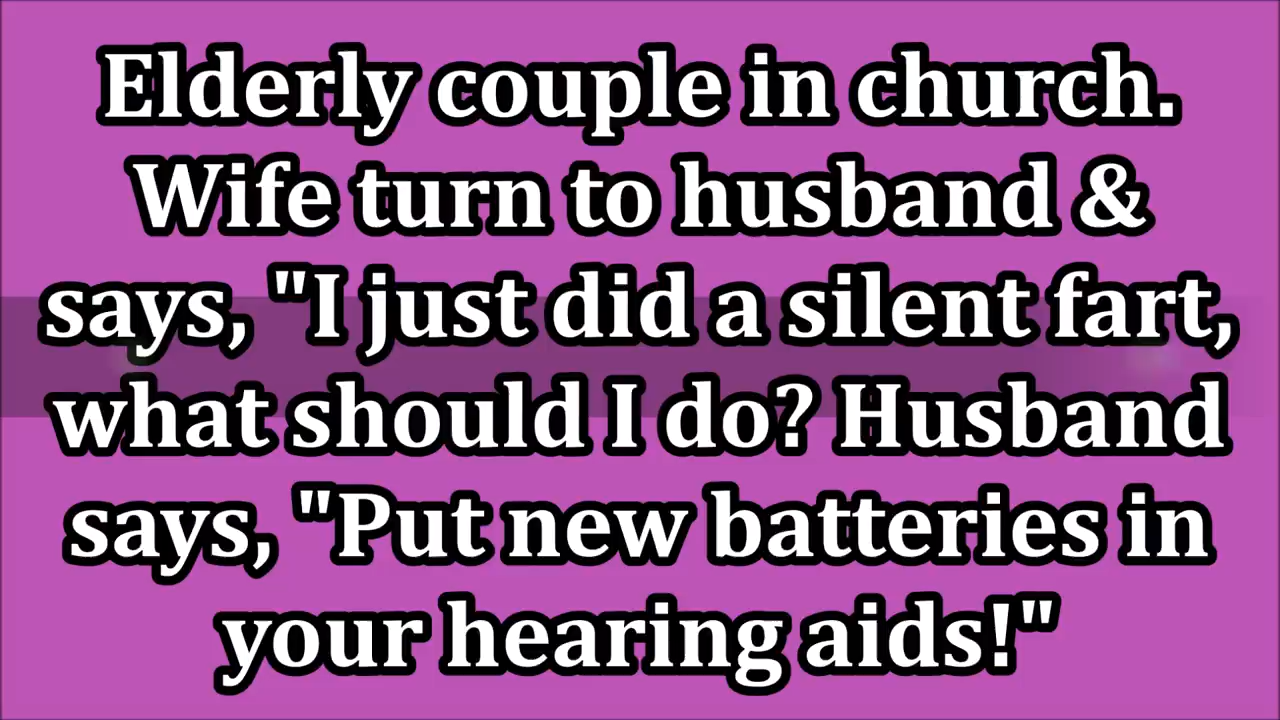 Elderly couple in church.
Wife turn to husband &
says, "I just did a silent fart,
what should I do? Husband
says, "Put new batteries in
your hearing aids!"